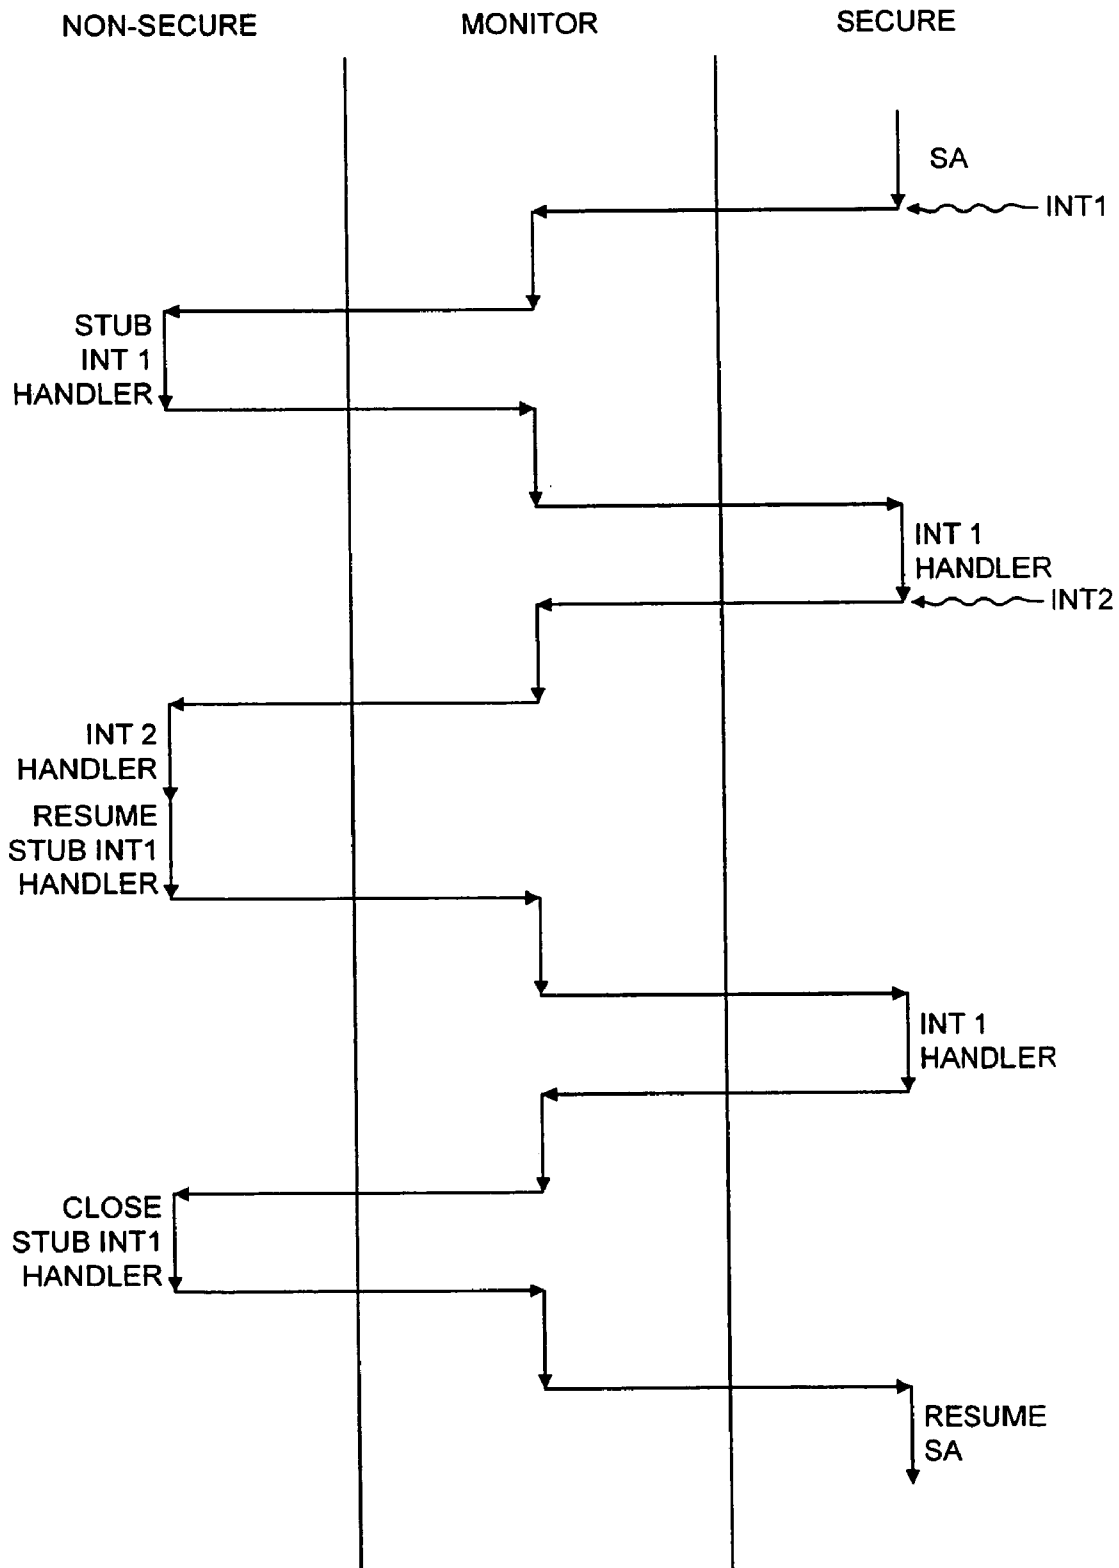 NON-SECURE
MONITOR
SECURE
SA
INT1
STUB
INT 1
HANDLER
INT 1
HANDLER
INT2
INT 2
HANDLER
RESUME
STUB INT1
HANDLER
INT 1
HANDLER
CLOSE
STUB INT1
HANDLER
RESUME
SA